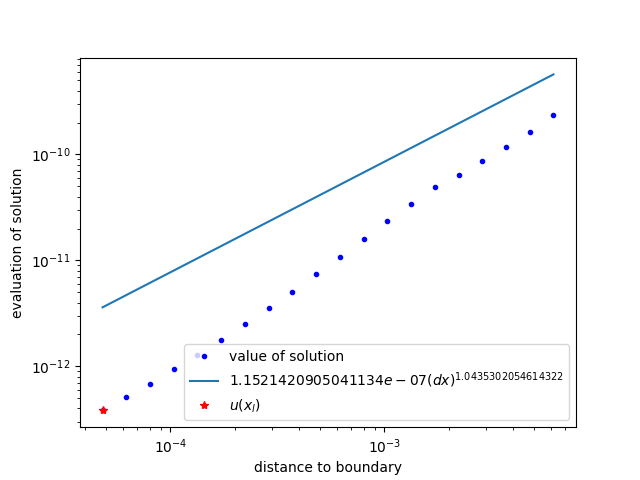 evaluation of solution
10⁻¹⁰
10⁻¹¹
10⁻¹²
value of solution
1.1521420905041134e − 07(dx)^1.0435302054614322
u(x_l)
10⁻⁴
10⁻³
distance to boundary